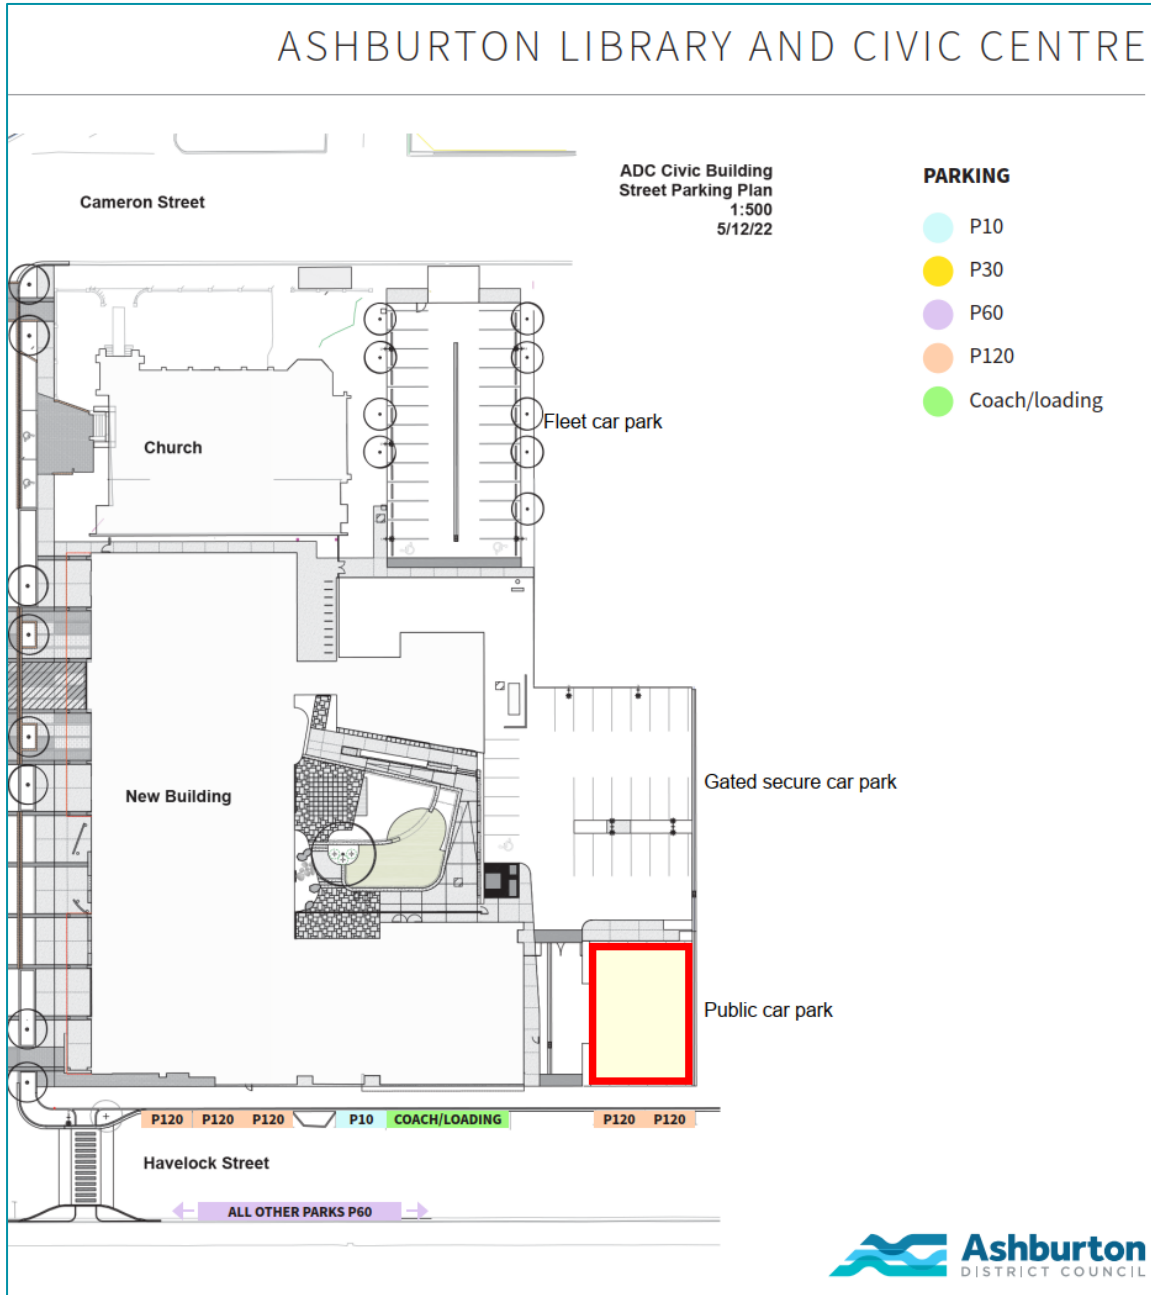 ASHBURTON LIBRARY AND CIVIC CENTRE
ADC Civic Building
Street Parking Plan
1:500
5/12/22
PARKING
P10
P30
P60
P120
Coach/loading
Cameron Street
Fleet car park
Church
Gated secure car park
New Building
Public car park
P120 P120 P120 P10 COACH/LOADING P120 P120
Havelock Street
ALL OTHER PARKS P60
Ashburton
DISTRICT COUNCIL